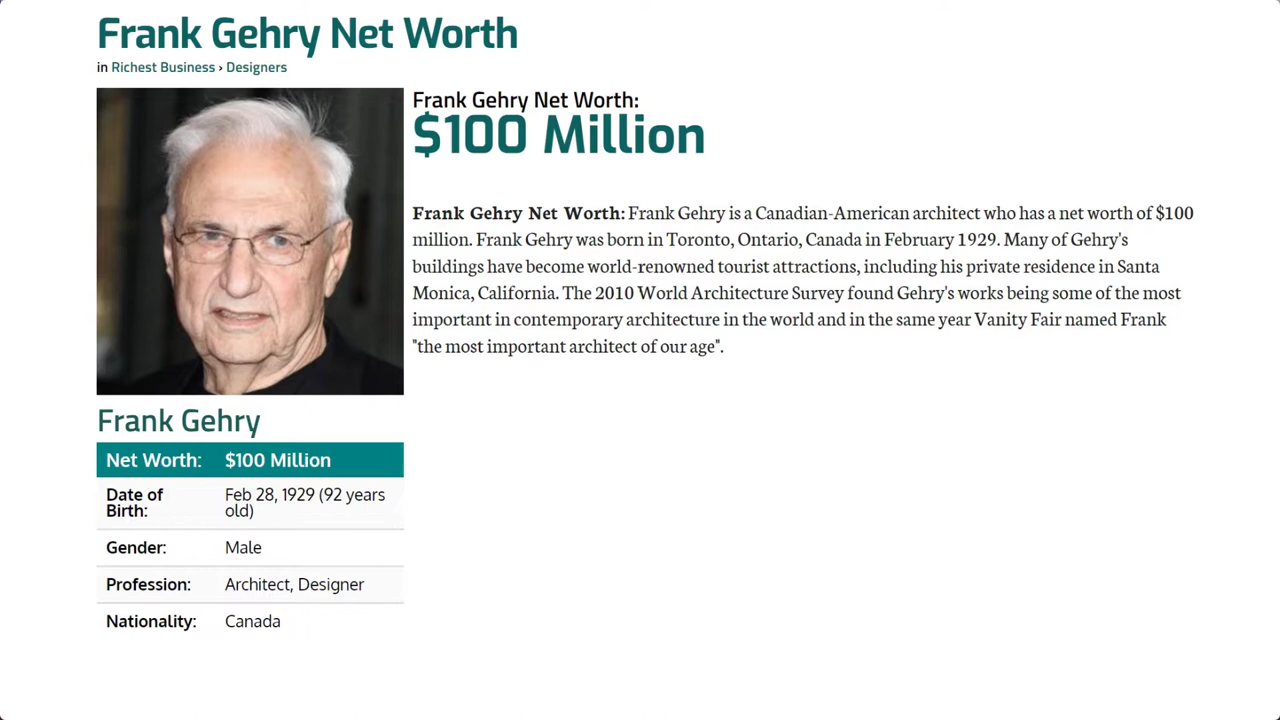 Frank Gehry Net Worth
in Richest Business › Designers
Frank Gehry Net Worth:
$100 Million
Frank Gehry Net Worth: Frank Gehry is a Canadian-American architect who has a net worth of $100
million. Frank Gehry was born in Toronto, Ontario, Canada in February 1929. Many of Gehry's
buildings have become world-renowned tourist attractions, including his private residence in Santa
Monica, California. The 2010 World Architecture Survey found Gehry's works being some of the most
important in contemporary architecture in the world and in the same year Vanity Fair named Frank
"the most important architect of our age".
Frank Gehry
Net Worth: $100 Million
Date of Birth: Feb 28, 1929 (92 years old)
Gender: Male
Profession: Architect, Designer
Nationality: Canada